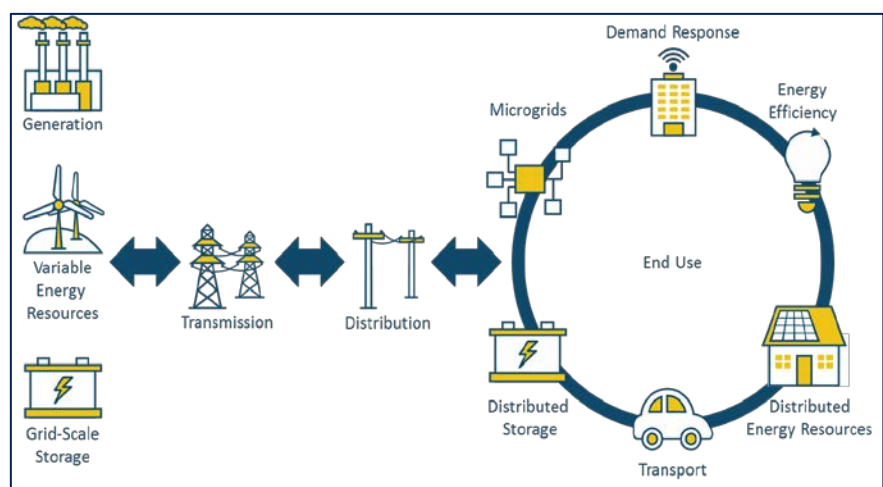 Generation
Variable
Energy
Resources
Grid-Scale
Storage
Transmission
Distribution
Demand Response
Microgrids
Energy
Efficiency
End Use
Distributed
Storage
Transport
Distributed
Energy Resources